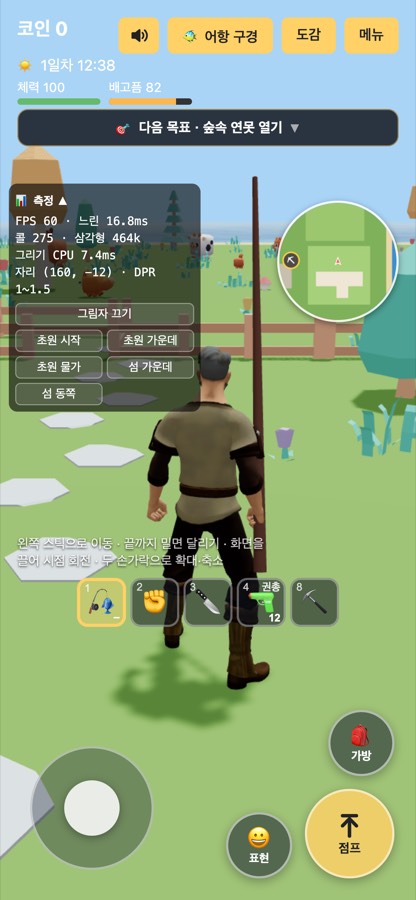 코인 0
어항 구경
도감
메뉴
1일차 12:38
체력 100
배고픔 82
다음 목표 · 숲속 연못 열기 ▼
측정 ▲
FPS 60 · 느린 16.8ms
콜 275 · 삼각형 464k
그리기 CPU 7.4ms
자리 (160, −12) · DPR
1~1.5
그림자 끄기
초원 시작
초원 가운데
초원 물가
섬 가운데
섬 동쪽
왼쪽 스틱으로 이동 · 끝까지 밀면 달리기 · 화면을
끌어 시점 회전 · 두 손가락으로 확대·축소
1
–
2
3
4 권총
12
8
가방
표현
점프